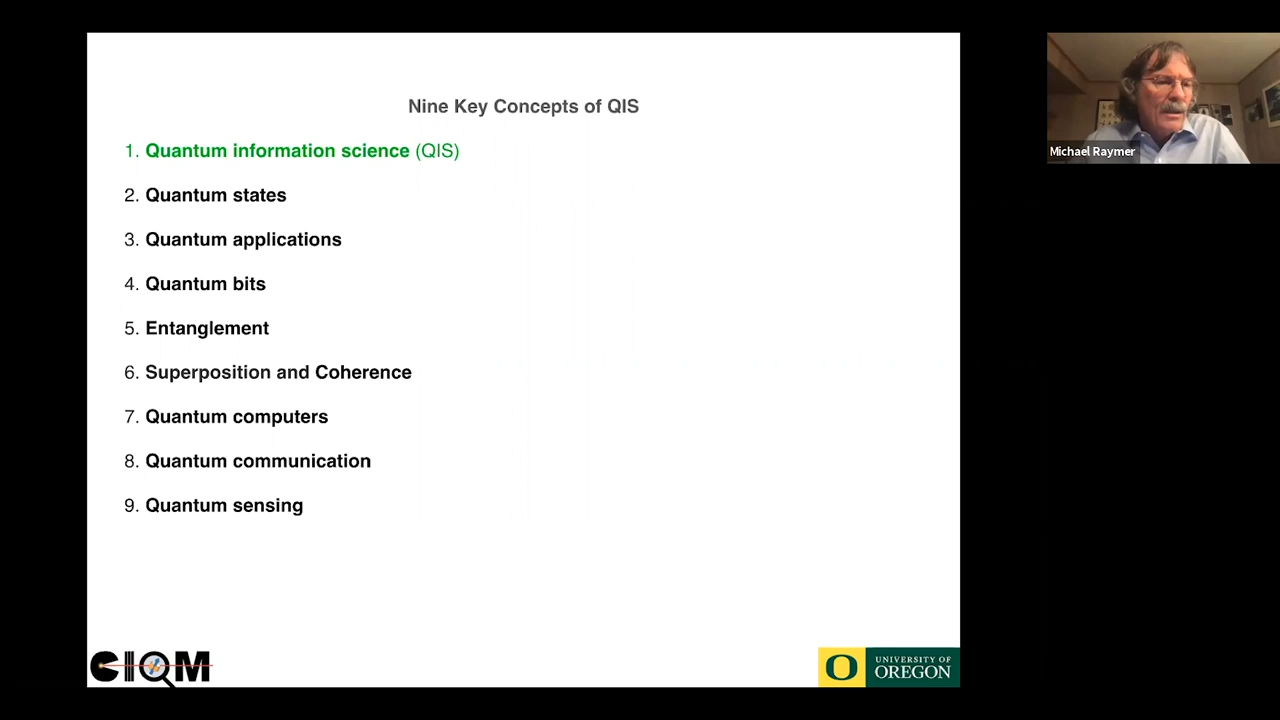 Nine Key Concepts of QIS
1. Quantum information science (QIS)
2. Quantum states
3. Quantum applications
4. Quantum bits
5. Entanglement
6. Superposition and Coherence
7. Quantum computers
8. Quantum communication
9. Quantum sensing
Michael Raymer
CIQM
O
UNIVERSITY OF
OREGON